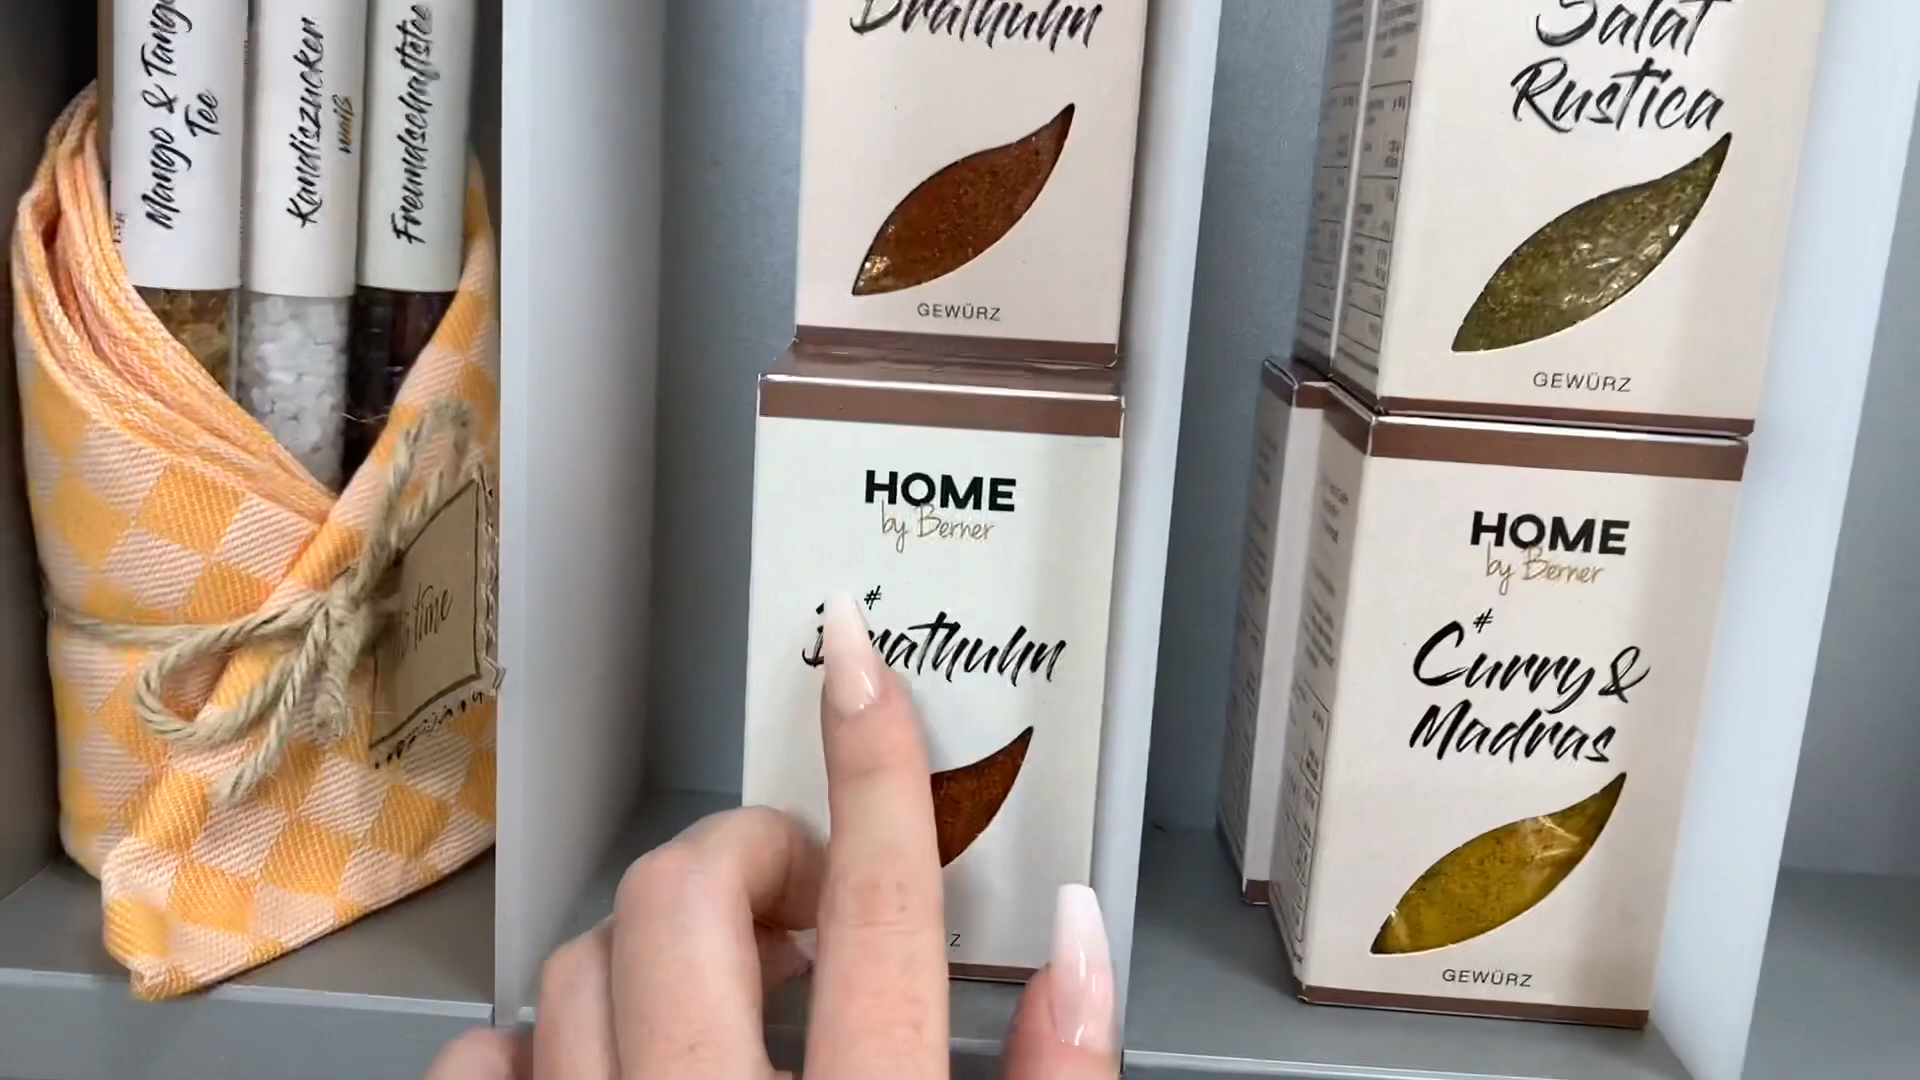 Mango & Tango
Tee
Kandiszucker
weiß
Freundschaftstee
Brathuhn
GEWÜRZ
HOME
by Berner
#
Brathuhn
Salat
Rustica
GEWÜRZ
HOME
by Berner
#
Curry &
Madras
GEWÜRZ